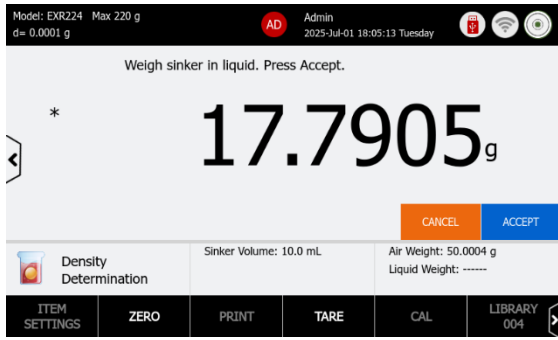 Model: EXR224 Max 220 g
d= 0.0001 g
AD
Admin
2025-Jul-01 18:05:13 Tuesday
Weigh sinker in liquid. Press Accept.
*
17.7905 g
CANCEL
ACCEPT
Density
Determination
Sinker Volume: 10.0 mL
Air Weight: 50.0004 g
Liquid Weight: ------
ITEM
SETTINGS
ZERO
PRINT
TARE
CAL
LIBRARY
004